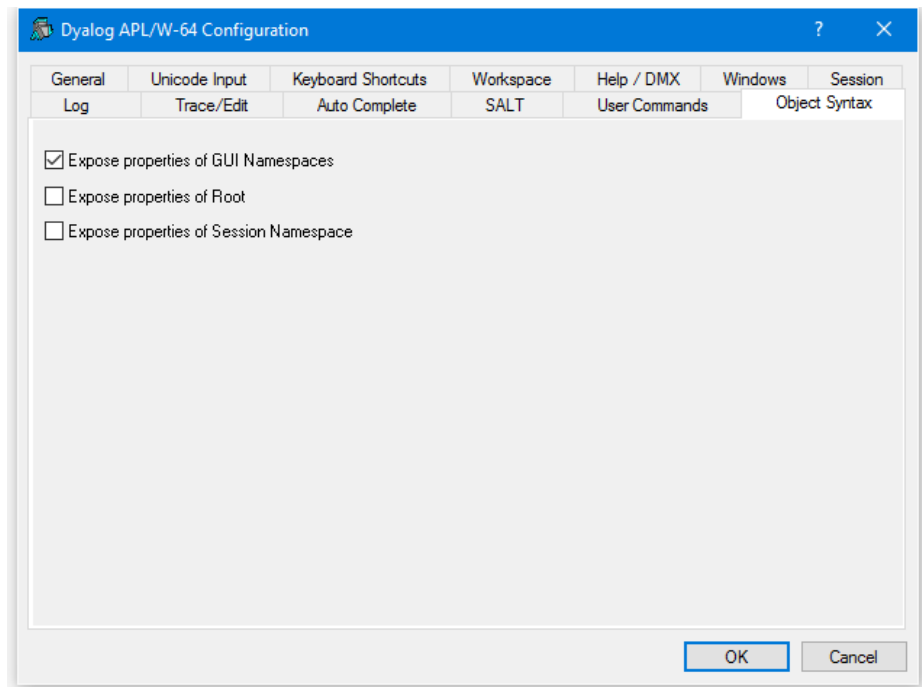 Dyalog APL/W-64 Configuration ? ×
General Unicode Input Keyboard Shortcuts Workspace Help / DMX Windows Session
Log Trace/Edit Auto Complete SALT User Commands Object Syntax
Expose properties of GUI Namespaces
Expose properties of Root
Expose properties of Session Namespace
OK Cancel